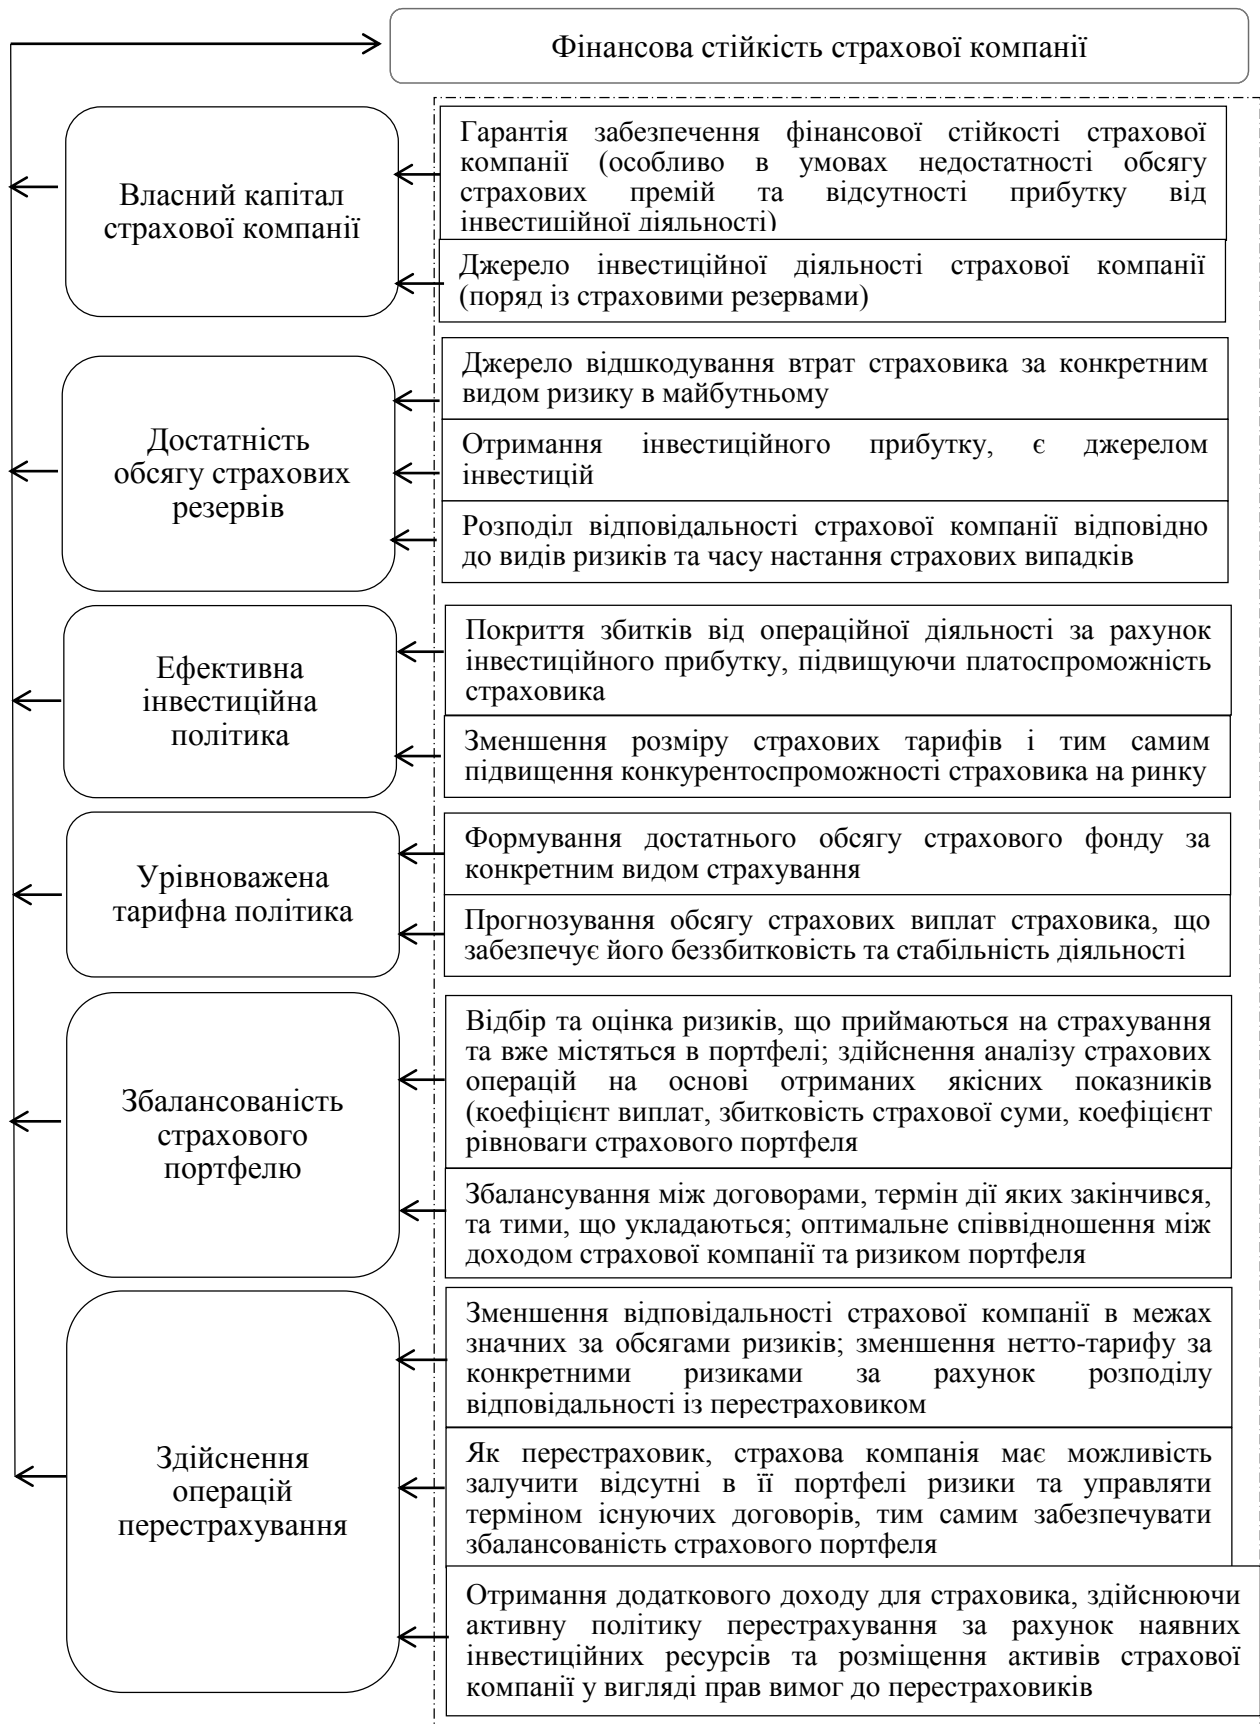 Фінансова стійкість страхової компанії
Власний капітал
страхової компанії
Гарантія забезпечення фінансової стійкості страхової
компанії (особливо в умовах недостатності обсягу
страхових премій та відсутності прибутку від
інвестиційної діяльності)
Джерело інвестиційної діяльності страхової компанії
(поряд із страховими резервами)
Достатність
обсягу страхових
резервів
Джерело відшкодування втрат страховика за конкретним
видом ризику в майбутньому
Отримання інвестиційного прибутку, є джерелом
інвестицій
Розподіл відповідальності страхової компанії відповідно
до видів ризиків та часу настання страхових випадків
Ефективна
інвестиційна
політика
Покриття збитків від операційної діяльності за рахунок
інвестиційного прибутку, підвищуючи платоспроможність
страховика
Зменшення розміру страхових тарифів і тим самим
підвищення конкурентоспроможності страховика на ринку
Урівноважена
тарифна політика
Формування достатнього обсягу страхового фонду за
конкретним видом страхування
Прогнозування обсягу страхових виплат страховика, що
забезпечує його беззбитковість та стабільність діяльності
Збалансованість
страхового
портфелю
Відбір та оцінка ризиків, що приймаються на страхування
та вже містяться в портфелі; здійснення аналізу страхових
операцій на основі отриманих якісних показників
(коефіцієнт виплат, збитковість страхової суми, коефіцієнт
рівноваги страхового портфеля
Збалансування між договорами, термін дії яких закінчився,
та тими, що укладаються; оптимальне співвідношення між
доходом страхової компанії та ризиком портфеля
Здійснення
операцій
перестрахування
Зменшення відповідальності страхової компанії в межах
значних за обсягами ризиків; зменшення нетто-тарифу за
конкретними ризиками за рахунок розподілу
відповідальності із перестраховиком
Як перестраховик, страхова компанія має можливість
залучити відсутні в її портфелі ризики та управляти
терміном існуючих договорів, тим самим забезпечувати
збалансованість страхового портфеля
Отримання додаткового доходу для страховика, здійснюючи
активну політику перестрахування за рахунок наявних
інвестиційних ресурсів та розміщення активів страхової
компанії у вигляді прав вимог до перестраховиків